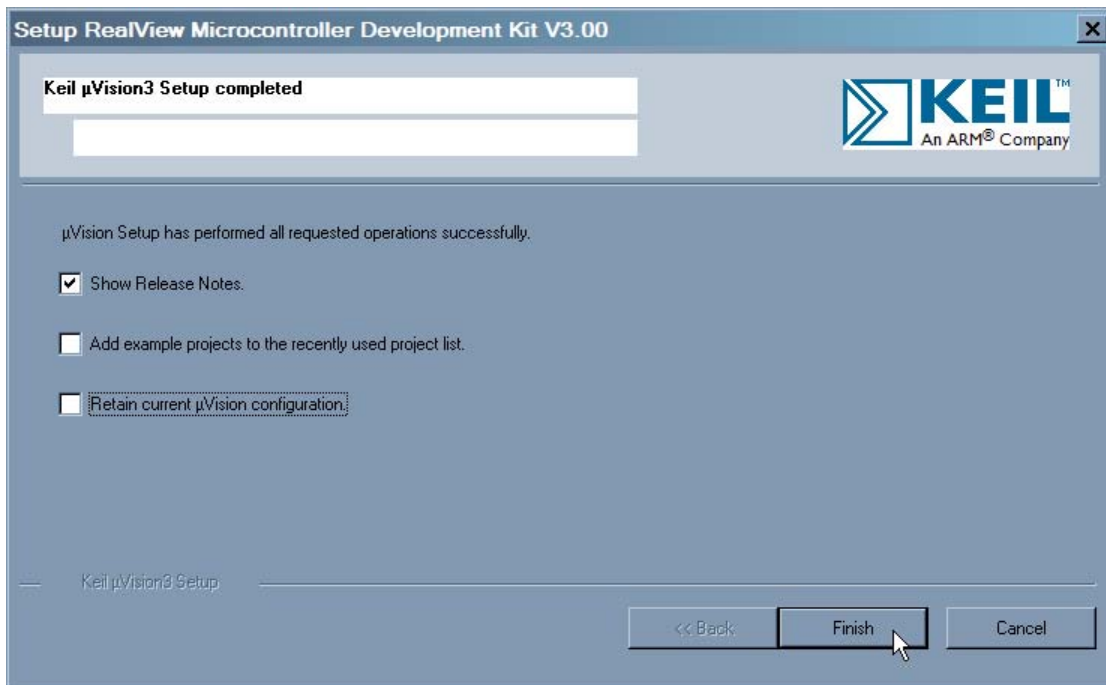 Setup RealView Microcontroller Development Kit V3.00
Keil µVision3 Setup completed
KEIL™
An ARM® Company
µVision Setup has performed all requested operations successfully.
Show Release Notes.
Add example projects to the recently used project list.
Retain current µVision configuration.
Keil µVision3 Setup
<< Back
Finish
Cancel